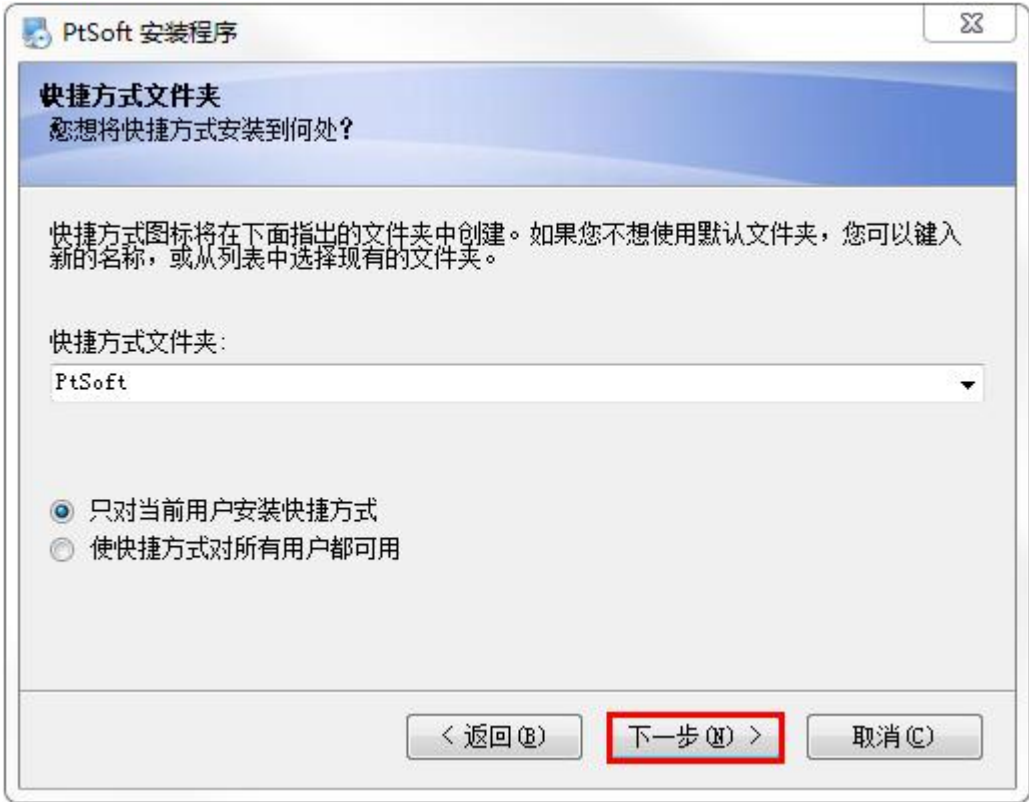 PtSoft 安装程序
快捷方式文件夹
您想将快捷方式安装到何处?
快捷方式图标将在下面指出的文件夹中创建。如果您不想使用默认文件夹,您可以键入
新的名称,或从列表中选择现有的文件夹。
快捷方式文件夹:
PtSoft
只对当前用户安装快捷方式
使快捷方式对所有用户都可用
< 返回(B) 下一步(N) > 取消(C)